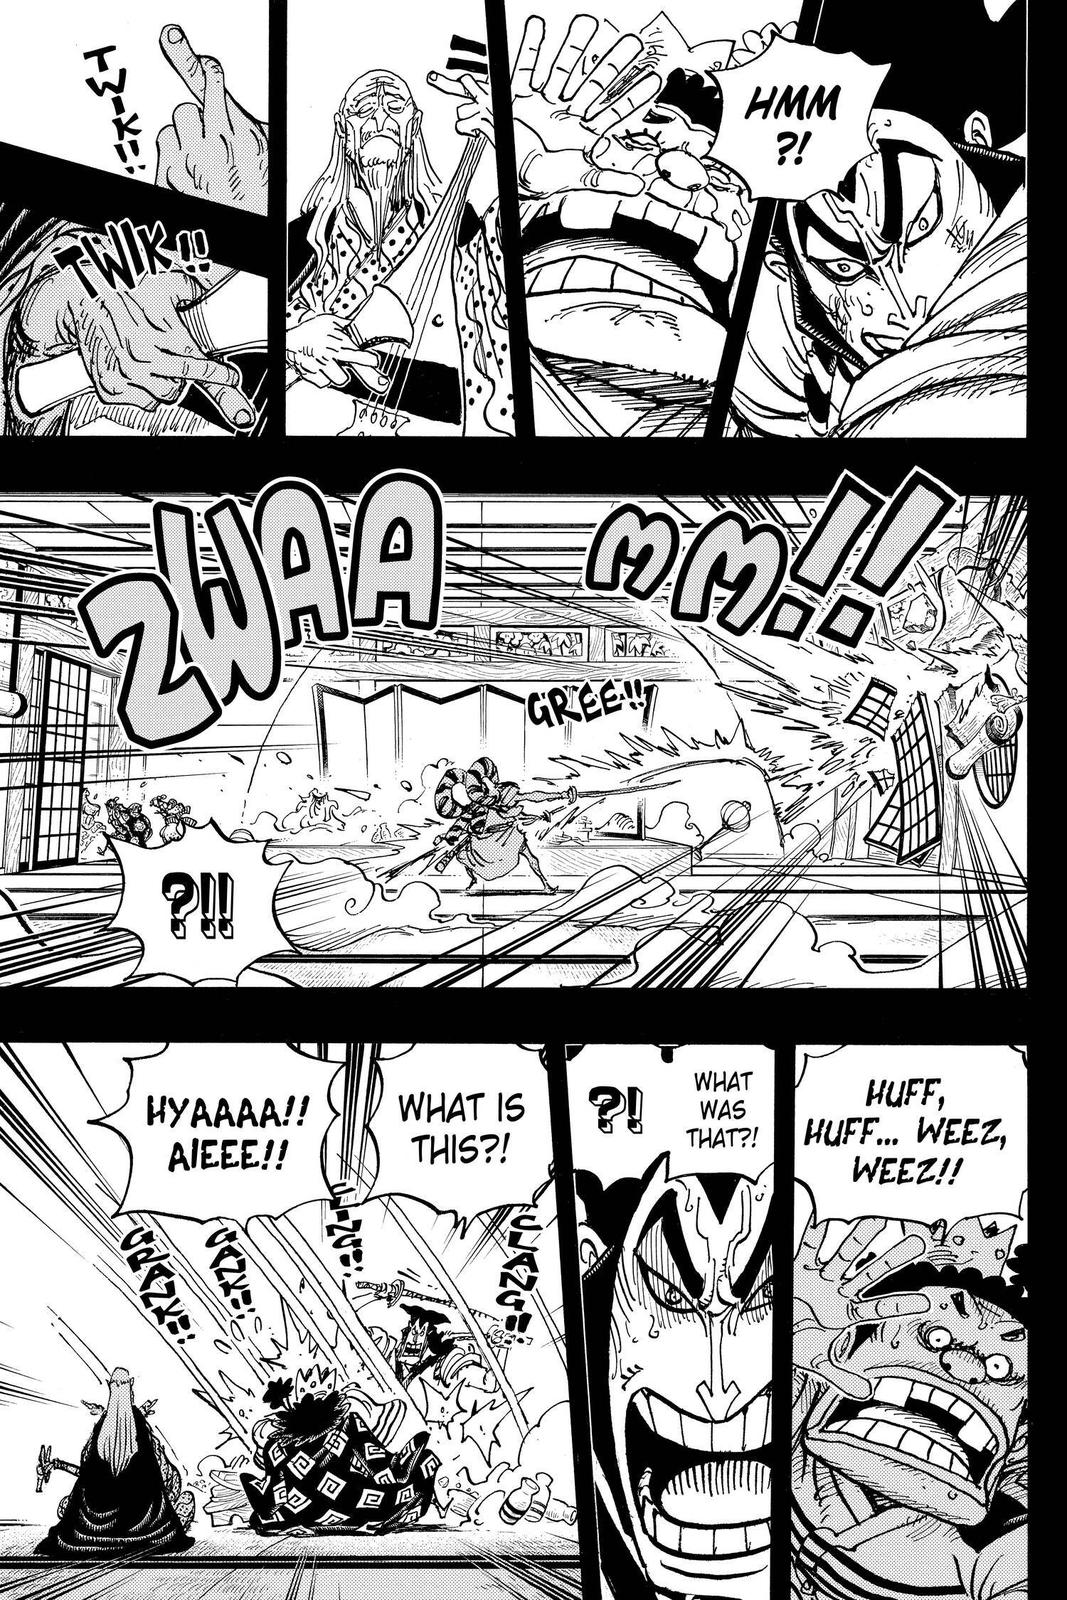 HMM
?!
TWIK!!
TWIK!!
ZWAA
MM!!
GREE!!
?!!
HUFF,
HUFF... WEEZ,
WEEZ!!
WHAT
WAS
THAT?!
?!
WHAT IS
THIS?!
HYAAAA!!
AIEEE!!
CLANG!!
CLING!!
GANK!!
GRANK!!